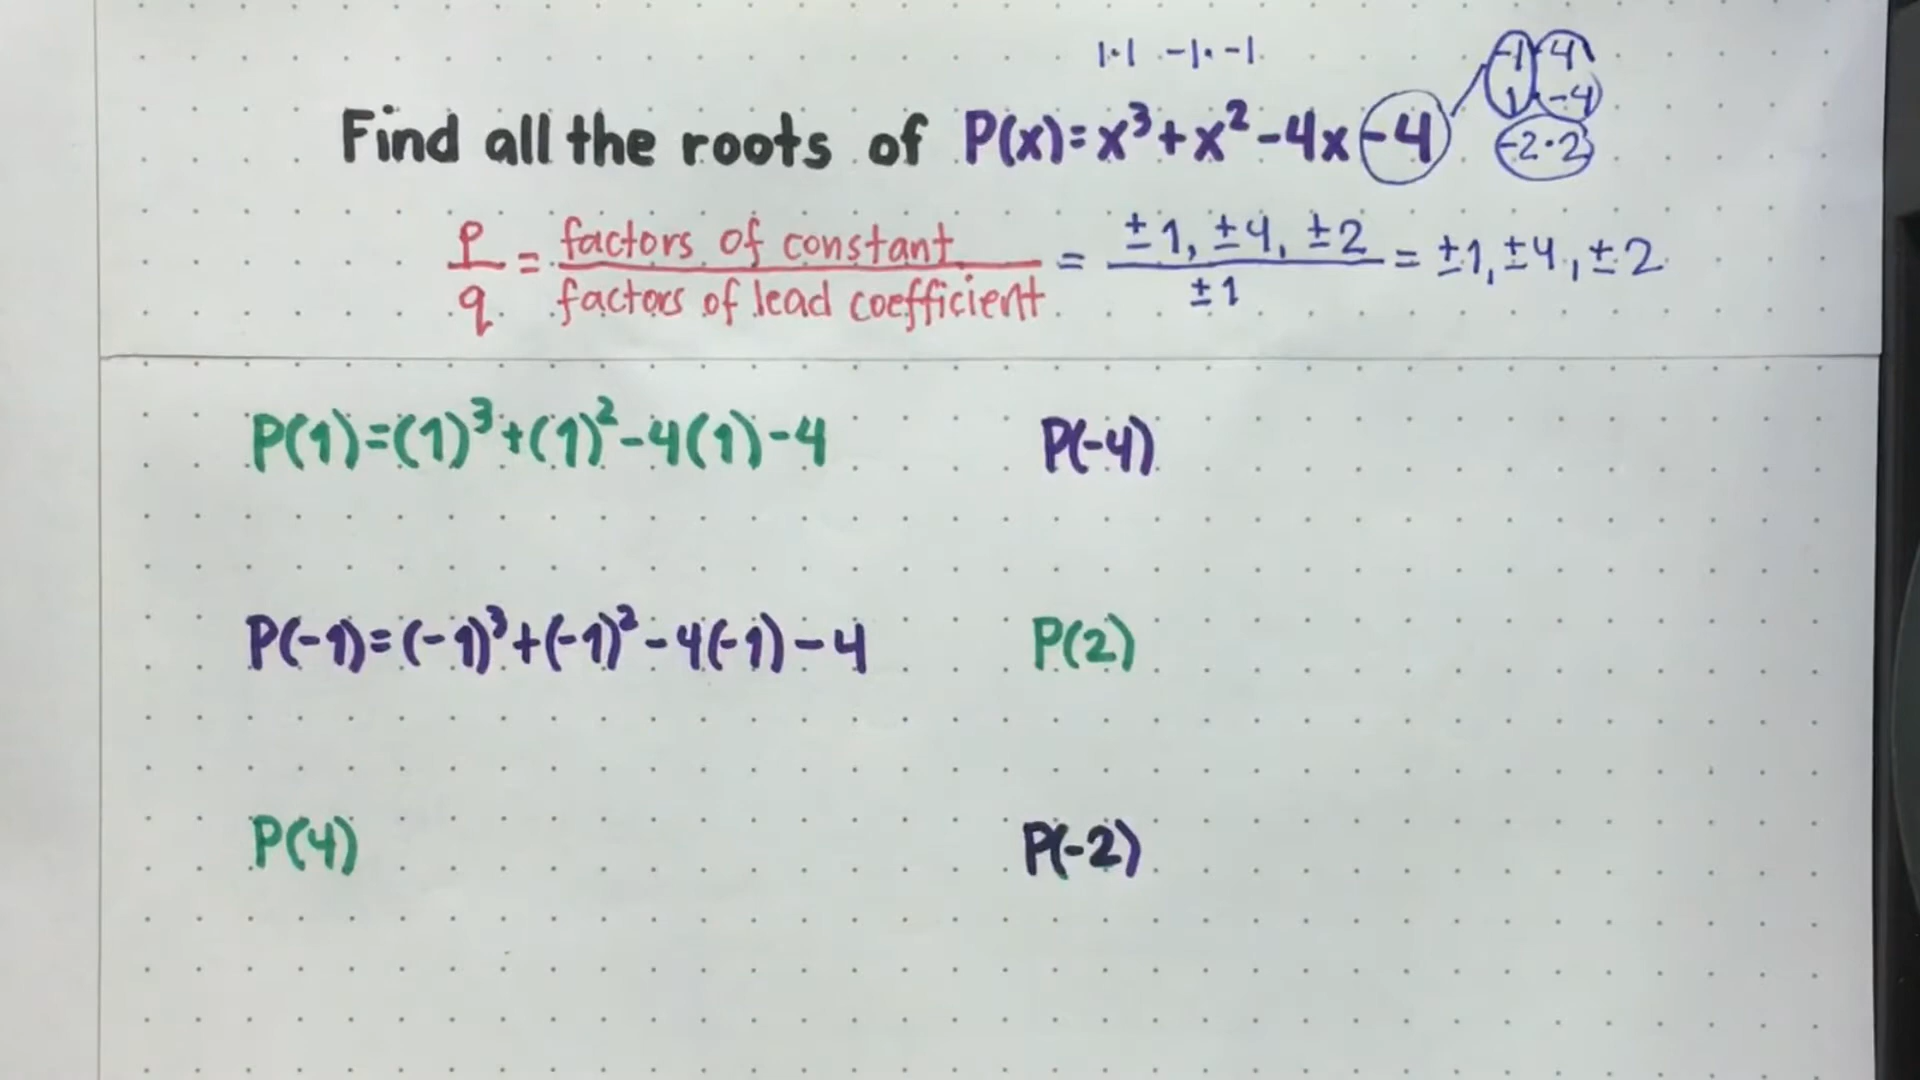 1·1 -1·-1
-1 4
1 -4
Find all the roots of P(x)=x³+x²-4x-4
-2·2
p/q = factors of constant/factors of lead coefficient = ±1, ±4, ±2/±1 = ±1, ±4, ±2
P(1)=(1)³+(1)²-4(1)-4
P(-4)
P(-1)=(-1)³+(-1)²-4(-1)-4
P(2)
P(4)
P(-2)